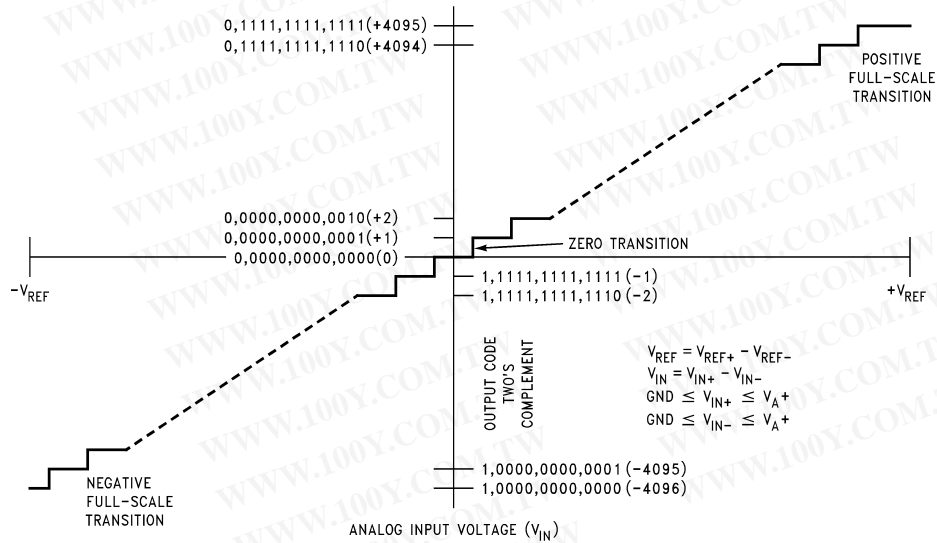 0,1111,1111,1111(+4095)
0,1111,1111,1110(+4094)
POSITIVE
FULL-SCALE
TRANSITION
0,0000,0000,0010(+2)
0,0000,0000,0001(+1)
0,0000,0000,0000(0)
ZERO TRANSITION
-VREF
+VREF
1,1111,1111,1111(-1)
1,1111,1111,1110(-2)
OUTPUT CODE
TWO'S
COMPLEMENT
VREF = VREF+ - VREF-
VIN = VIN+ - VIN-
GND ≤ VIN+ ≤ VA+
GND ≤ VIN- ≤ VA+
1,0000,0000,0001(-4095)
1,0000,0000,0000(-4096)
NEGATIVE
FULL-SCALE
TRANSITION
ANALOG INPUT VOLTAGE (VIN)
WWW.100Y.COM.TW